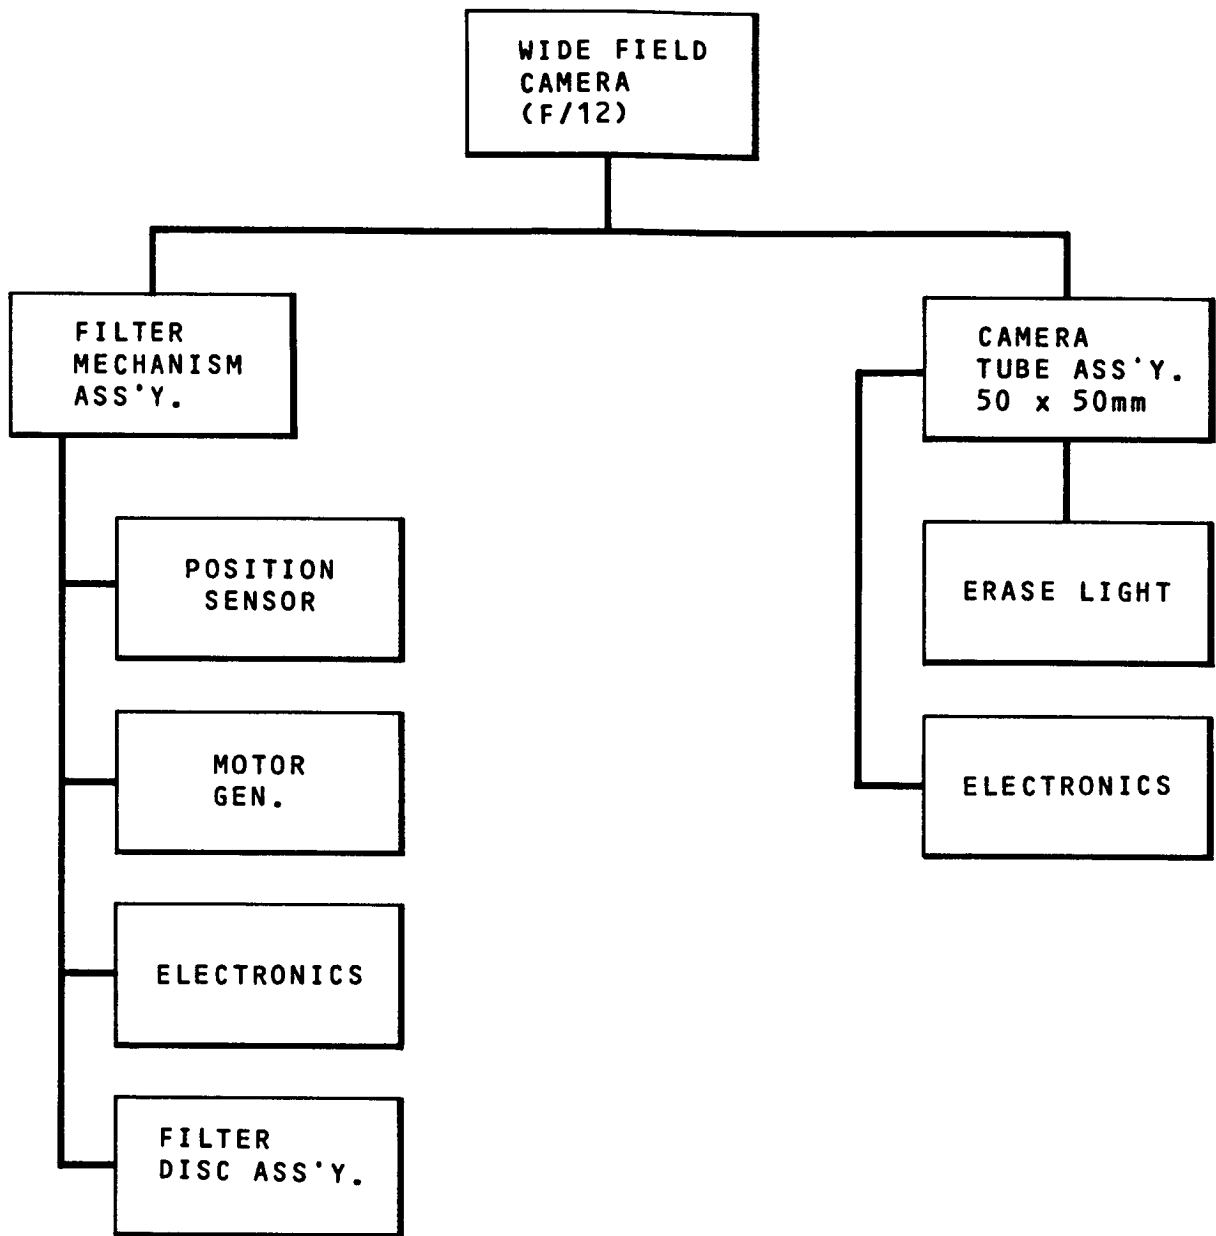 WIDE FIELD
CAMERA
(F/12)
FILTER
MECHANISM
ASS'Y.
CAMERA
TUBE ASS'Y.
50 x 50mm
POSITION
SENSOR
ERASE LIGHT
MOTOR
GEN.
ELECTRONICS
ELECTRONICS
FILTER
DISC ASS'Y.